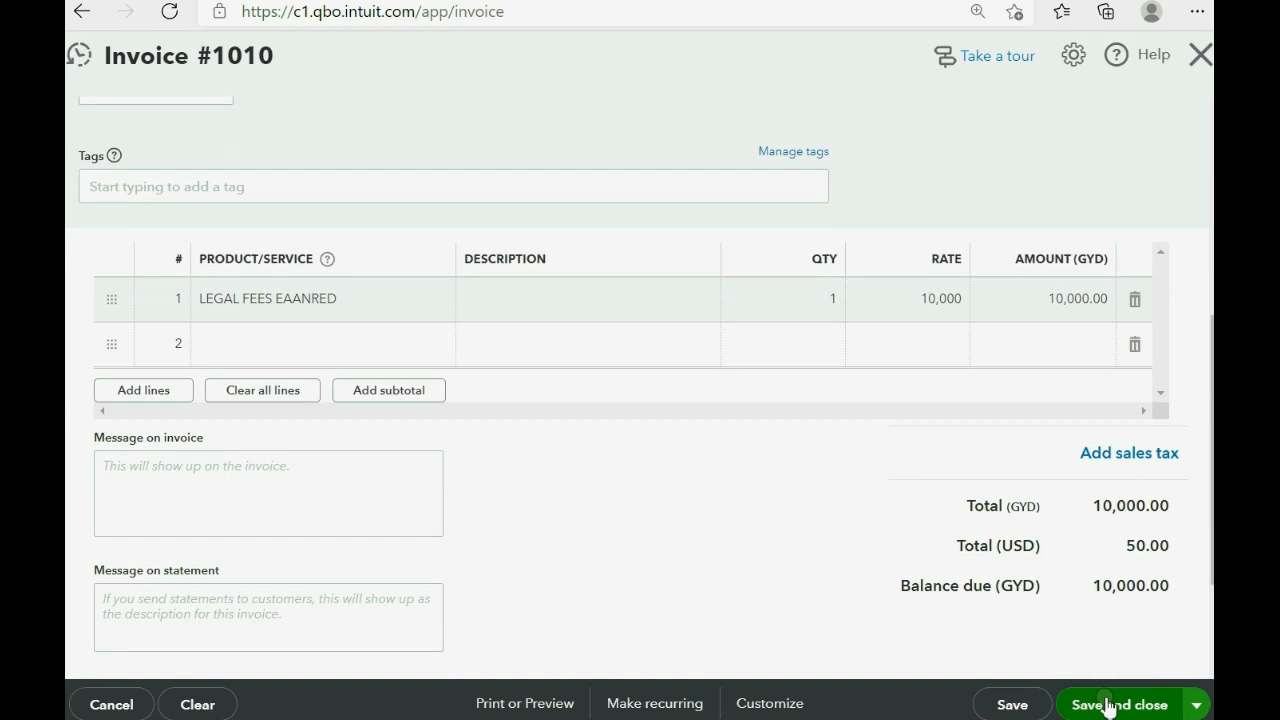 https://c1.qbo.intuit.com/app/invoice
Invoice #1010
Take a tour
Help
Tags
Manage tags
Start typing to add a tag
# PRODUCT/SERVICE DESCRIPTION QTY RATE AMOUNT (GYD)
1 LEGAL FEES EAANRED 1 10,000 10,000.00
2
Add lines Clear all lines Add subtotal
Message on invoice
This will show up on the invoice.
Add sales tax
Total (GYD) 10,000.00
Total (USD) 50.00
Balance due (GYD) 10,000.00
Message on statement
If you send statements to customers, this will show up as
the description for this invoice.
Cancel Clear Print or Preview Make recurring Customize Save Save and close